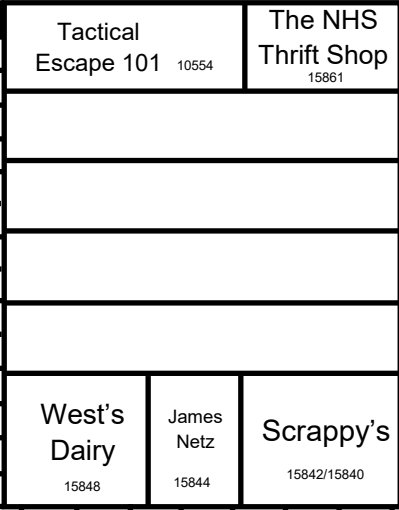 Tactical
Escape 101 10554
The NHS
Thrift Shop
15861
West's
Dairy
15848
James
Netz
15844
Scrappy's
15842/15840